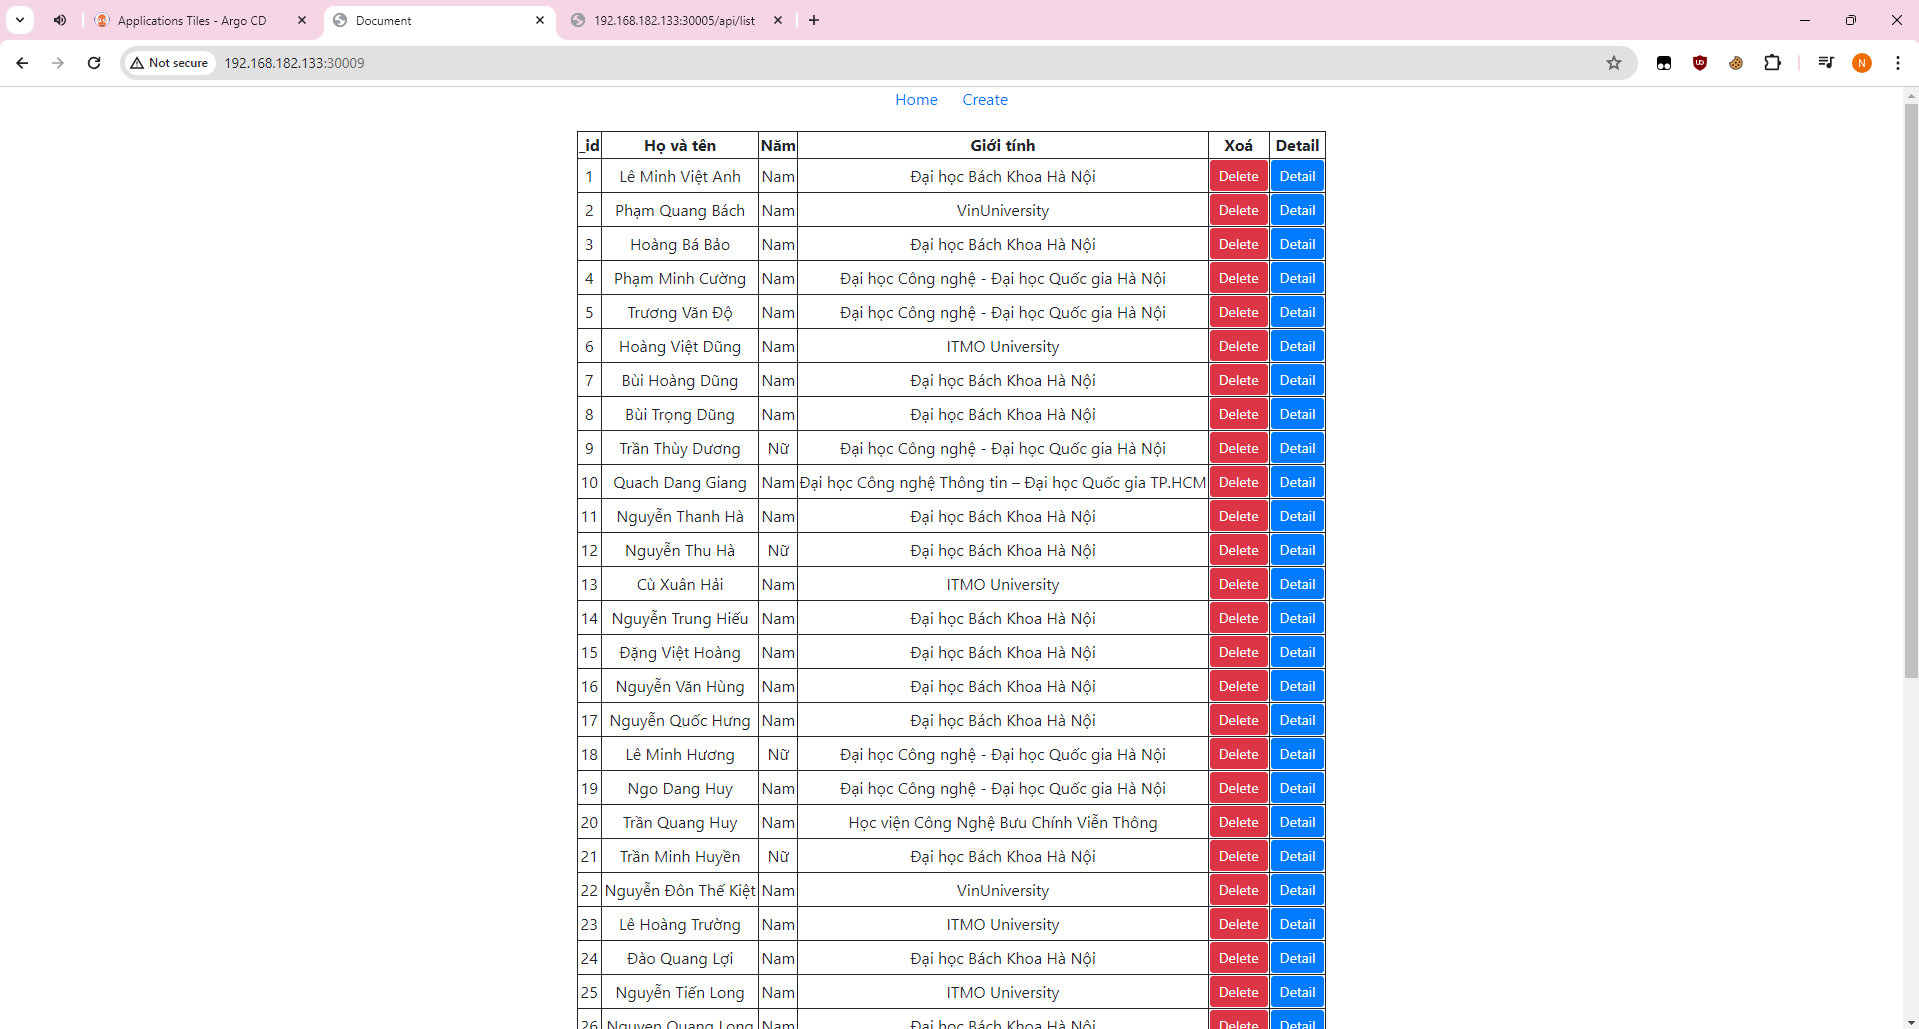 Applications Tiles - Argo CD
Document
192.168.182.133:30005/api/list
Not secure
192.168.182.133:30009
N
Home Create
_id Họ và tên Năm Giới tính Xoá Detail
1 Lê Minh Việt Anh Nam Đại học Bách Khoa Hà Nội Delete Detail
2 Phạm Quang Bách Nam VinUniversity Delete Detail
3 Hoàng Bá Bảo Nam Đại học Bách Khoa Hà Nội Delete Detail
4 Phạm Minh Cường Nam Đại học Công nghệ - Đại học Quốc gia Hà Nội Delete Detail
5 Trương Văn Độ Nam Đại học Công nghệ - Đại học Quốc gia Hà Nội Delete Detail
6 Hoàng Việt Dũng Nam ITMO University Delete Detail
7 Bùi Hoàng Dũng Nam Đại học Bách Khoa Hà Nội Delete Detail
8 Bùi Trọng Dũng Nam Đại học Bách Khoa Hà Nội Delete Detail
9 Trần Thùy Dương Nữ Đại học Công nghệ - Đại học Quốc gia Hà Nội Delete Detail
10 Quach Dang Giang Nam Đại học Công nghệ Thông tin – Đại học Quốc gia TP.HCM Delete Detail
11 Nguyễn Thanh Hà Nam Đại học Bách Khoa Hà Nội Delete Detail
12 Nguyễn Thu Hà Nữ Đại học Bách Khoa Hà Nội Delete Detail
13 Cù Xuân Hải Nam ITMO University Delete Detail
14 Nguyễn Trung Hiếu Nam Đại học Bách Khoa Hà Nội Delete Detail
15 Đặng Việt Hoàng Nam Đại học Bách Khoa Hà Nội Delete Detail
16 Nguyễn Văn Hùng Nam Đại học Bách Khoa Hà Nội Delete Detail
17 Nguyễn Quốc Hưng Nam Đại học Bách Khoa Hà Nội Delete Detail
18 Lê Minh Hương Nữ Đại học Công nghệ - Đại học Quốc gia Hà Nội Delete Detail
19 Ngo Dang Huy Nam Đại học Công nghệ - Đại học Quốc gia Hà Nội Delete Detail
20 Trần Quang Huy Nam Học viện Công Nghệ Bưu Chính Viễn Thông Delete Detail
21 Trần Minh Huyền Nữ Đại học Bách Khoa Hà Nội Delete Detail
22 Nguyễn Đôn Thế Kiệt Nam VinUniversity Delete Detail
23 Lê Hoàng Trường Nam ITMO University Delete Detail
24 Đào Quang Lợi Nam Đại học Bách Khoa Hà Nội Delete Detail
25 Nguyễn Tiến Long Nam ITMO University Delete Detail
26 Nguyen Quang Long Nam Đại học Bách Khoa Hà Nội Delete Detail